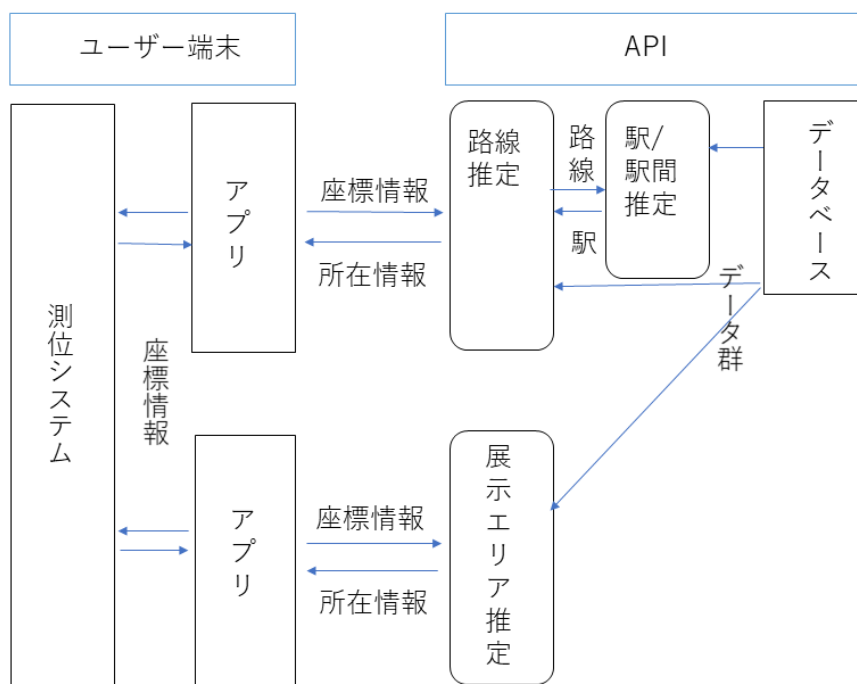 ユーザー端末
API
測位システム
アプリ
座標情報
座標情報
所在情報
路線
推定
路線
駅
駅/
駅間
推定
データベース
データ群
アプリ
座標情報
所在情報
展示エリア推定